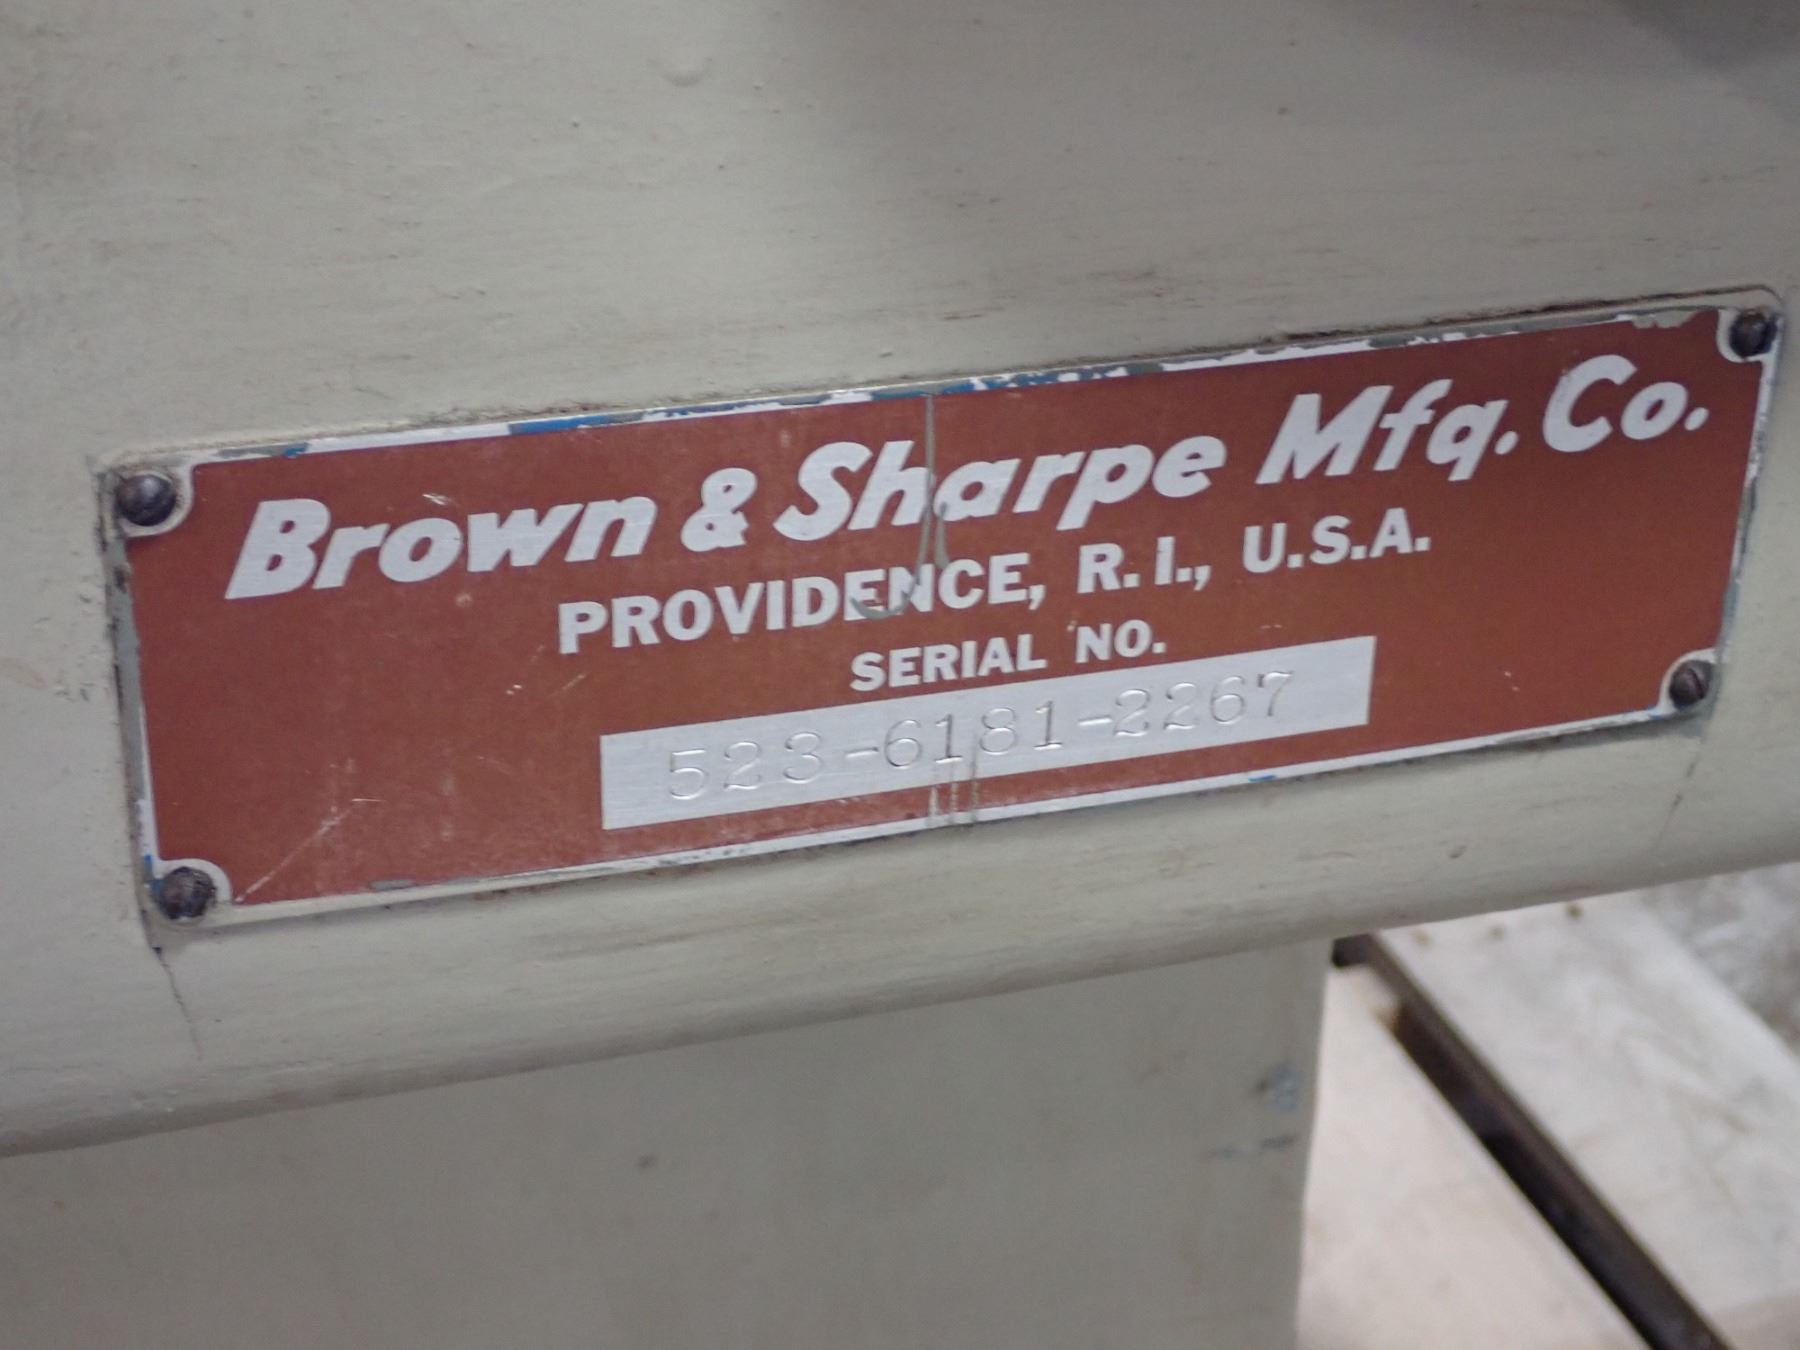 Brown & Sharpe Mfg. Co.
PROVIDENCE, R. I., U.S.A.
SERIAL NO.
523-6181-2267